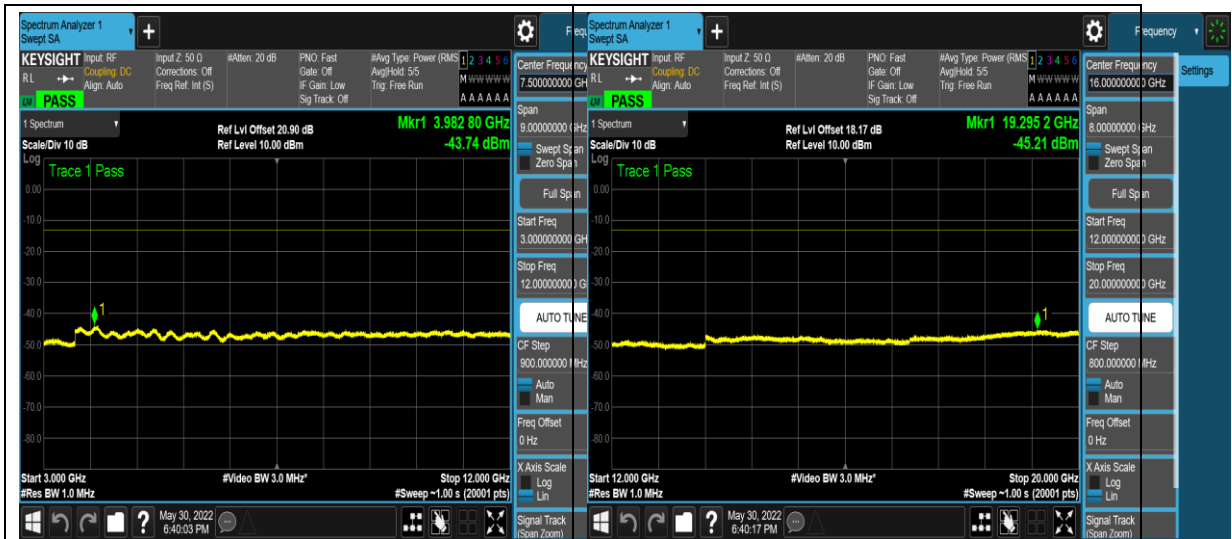 Spectrum Analyzer 1
Swept SA
KEYSIGHT
RL
Input: RF
Coupling: DC
Align: Auto
Input Z: 50 Ω
Corrections: Off
Freq Ref: Int (S)
#Atten: 20 dB
PNO: Fast
Gate: Off
IF Gain: Low
Sig Track: Off
#Avg Type: Power (RMS
Avg|Hold: 5/5
Trig: Free Run
1 2 3 4 5 6
M W W W W W
A A A A A A
PASS
1 Spectrum
Scale/Div 10 dB
Log
Ref Lvl Offset 20.90 dB
Ref Level 10.00 dBm
Mkr1 3.982 80 GHz
-43.74 dBm
Trace 1 Pass
0.00
-10.0
-20.0
-30.0
-40.0
-50.0
-60.0
-70.0
-80.0
1
Start 3.000 GHz
#Res BW 1.0 MHz
#Video BW 3.0 MHz*
Stop 12.000 GHz
#Sweep ~1.00 s (20001 pts)
?
May 30, 2022
6:40:03 PM
Frequ
Center Frequency
7.500000000 GH
Span
9.00000000 GHz
Swept Span
Zero Span
Full Span
Start Freq
3.000000000 GH
Stop Freq
12.000000000 G
AUTO TUNE
CF Step
900.000000 MHz
Auto
Man
Freq Offset
0 Hz
X Axis Scale
Log
Lin
Signal Track
(Span Zoom)
Spectrum Analyzer 1
Swept SA
KEYSIGHT
RL
Input: RF
Coupling: DC
Align: Auto
Input Z: 50 Ω
Corrections: Off
Freq Ref: Int (S)
#Atten: 20 dB
PNO: Fast
Gate: Off
IF Gain: Low
Sig Track: Off
#Avg Type: Power (RMS
Avg|Hold: 5/5
Trig: Free Run
1 2 3 4 5 6
M W W W W W
A A A A A A
PASS
1 Spectrum
Scale/Div 10 dB
Log
Ref Lvl Offset 18.17 dB
Ref Level 10.00 dBm
Mkr1 19.295 2 GHz
-45.21 dBm
Trace 1 Pass
0.00
-10.0
-20.0
-30.0
-40.0
-50.0
-60.0
-70.0
-80.0
1
Start 12.000 GHz
#Res BW 1.0 MHz
#Video BW 3.0 MHz*
Stop 20.000 GHz
#Sweep ~1.00 s (20001 pts)
?
May 30, 2022
6:40:17 PM
Frequency
Settings
Center Frequency
16.000000000 GHz
Span
8.00000000 GHz
Swept Span
Zero Span
Full Span
Start Freq
12.000000000 GHz
Stop Freq
20.000000000 GHz
AUTO TUNE
CF Step
800.000000 MHz
Auto
Man
Freq Offset
0 Hz
X Axis Scale
Log
Lin
Signal Track
(Span Zoom)